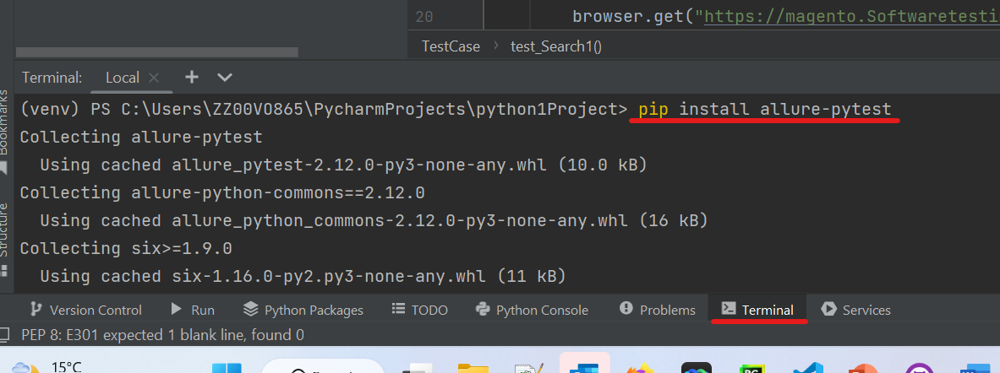 20 browser.get("https://magento.Softwaretesti
TestCase > test_Search1()
Terminal: Local × +
(venv) PS C:\Users\ZZ00VO865\PycharmProjects\python1Project> pip install allure-pytest
Collecting allure-pytest
Using cached allure_pytest-2.12.0-py3-none-any.whl (10.0 kB)
Collecting allure-python-commons==2.12.0
Using cached allure_python_commons-2.12.0-py3-none-any.whl (16 kB)
Collecting six>=1.9.0
Using cached six-1.16.0-py2.py3-none-any.whl (11 kB)
Bookmarks
Structure
Version Control Run Python Packages TODO Python Console Problems Terminal Services
PEP 8: E301 expected 1 blank line, found 0
15°C